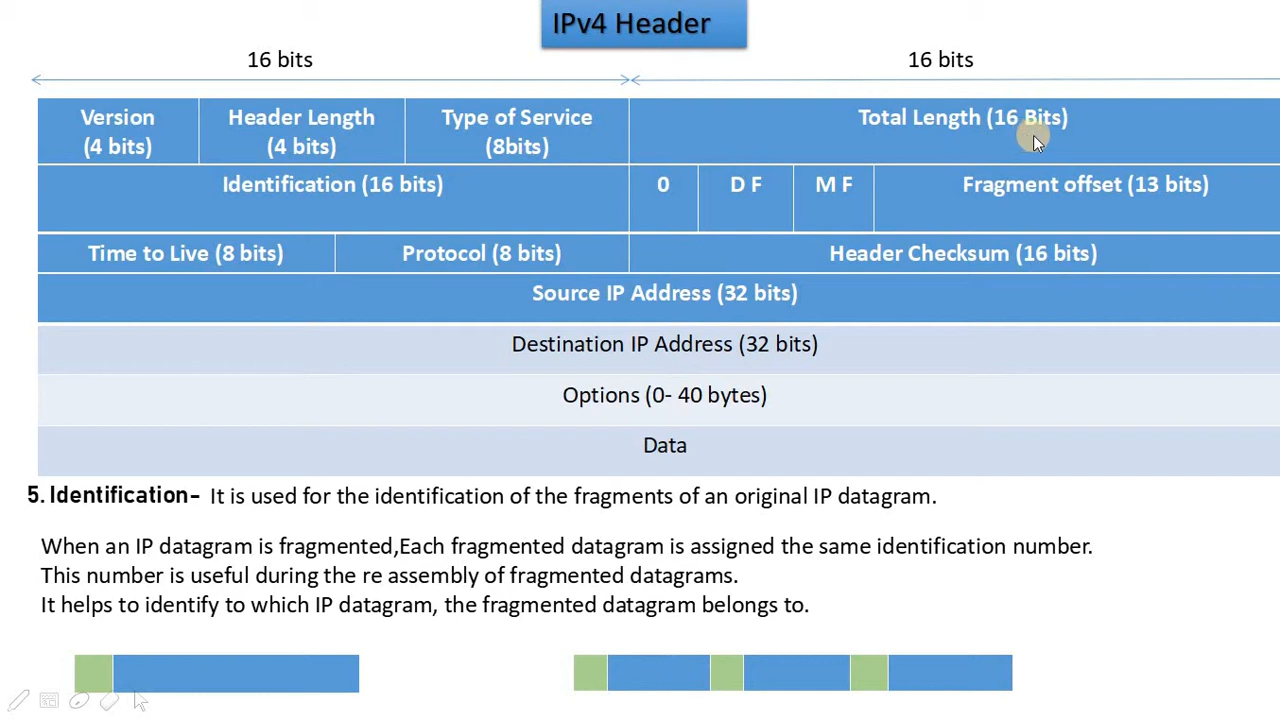 IPv4 Header
16 bits
16 bits
Version
(4 bits)
Header Length
(4 bits)
Type of Service
(8bits)
Total Length (16 Bits)
Identification (16 bits)
0
D F
M F
Fragment offset (13 bits)
Time to Live (8 bits)
Protocol (8 bits)
Header Checksum (16 bits)
Source IP Address (32 bits)
Destination IP Address (32 bits)
Options (0- 40 bytes)
Data
5. Identification- It is used for the identification of the fragments of an original IP datagram.
When an IP datagram is fragmented,Each fragmented datagram is assigned the same identification number.
This number is useful during the re assembly of fragmented datagrams.
It helps to identify to which IP datagram, the fragmented datagram belongs to.